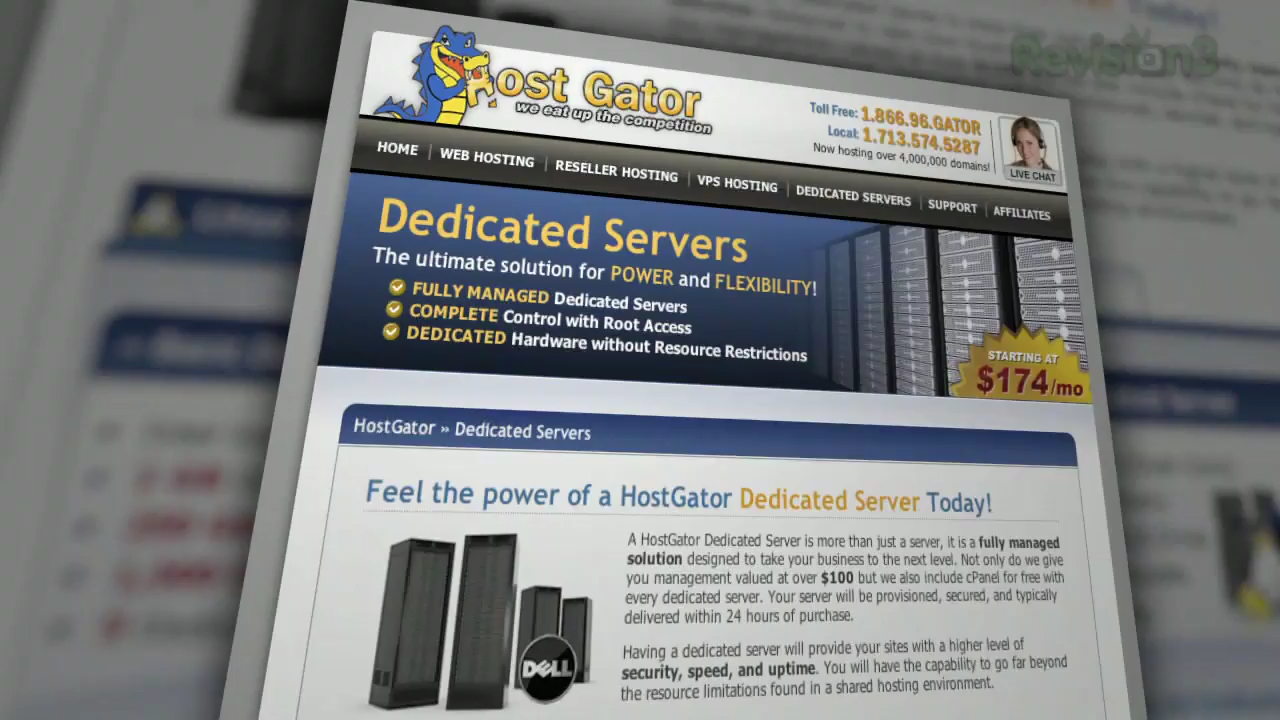 Today!
Revision3
Host Gator
we eat up the competition
Toll Free: 1.866.96.GATOR
Local: 1.713.574.5287
Now hosting over 4,000,000 domains!
LIVE CHAT
HOME | WEB HOSTING | RESELLER HOSTING | VPS HOSTING | DEDICATED SERVERS | SUPPORT | AFFILIATES
Dedicated Servers
The ultimate solution for POWER and FLEXIBILITY!
FULLY MANAGED Dedicated Servers
COMPLETE Control with Root Access
DEDICATED Hardware without Resource Restrictions
STARTING AT
$174/mo
HostGator » Dedicated Servers
Feel the power of a HostGator Dedicated Server Today!
A HostGator Dedicated Server is more than just a server, it is a fully managed
solution designed to take your business to the next level. Not only do we give
you management valued at over $100 but we also include cPanel for free with
every dedicated server. Your server will be provisioned, secured, and typically
delivered within 24 hours of purchase.
Having a dedicated server will provide your sites with a higher level of
security, speed, and uptime. You will have the capability to go far beyond
the resource limitations found in a shared hosting environment.
DELL